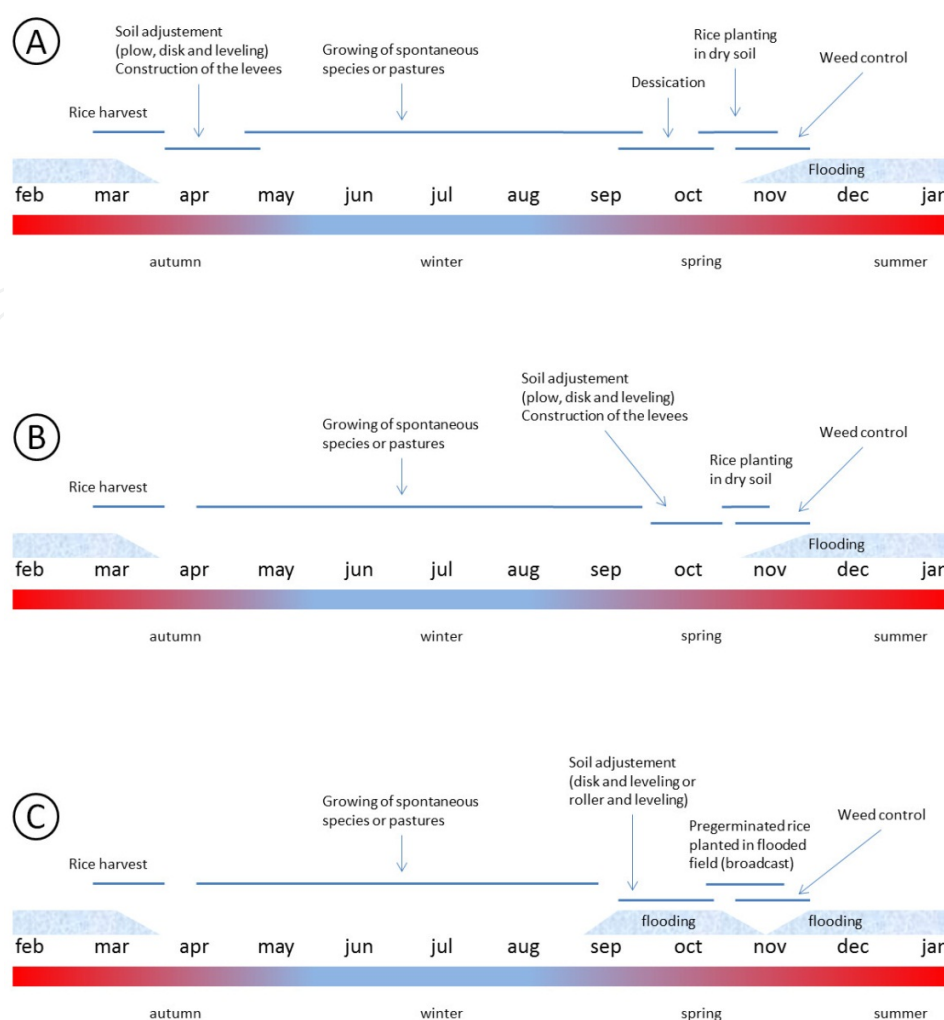 A
Soil adjustement
(plow, disk and leveling)
Construction of the levees
Growing of spontaneous
species or pastures
Rice planting
in dry soil
Dessication
Weed control
Rice harvest
Flooding
feb mar apr may jun jul aug sep oct nov dec jan
autumn winter spring summer
B
Soil adjustement
(plow, disk and leveling)
Construction of the levees
Growing of spontaneous
species or pastures
Weed control
Rice planting
in dry soil
Rice harvest
Flooding
feb mar apr may jun jul aug sep oct nov dec jan
autumn winter spring summer
C
Soil adjustement
(disk and leveling or
roller and leveling)
Growing of spontaneous
species or pastures
Pregerminated rice
planted in flooded
field (broadcast)
Weed control
Rice harvest
flooding flooding
feb mar apr may jun jul aug sep oct nov dec jan
autumn winter spring summer